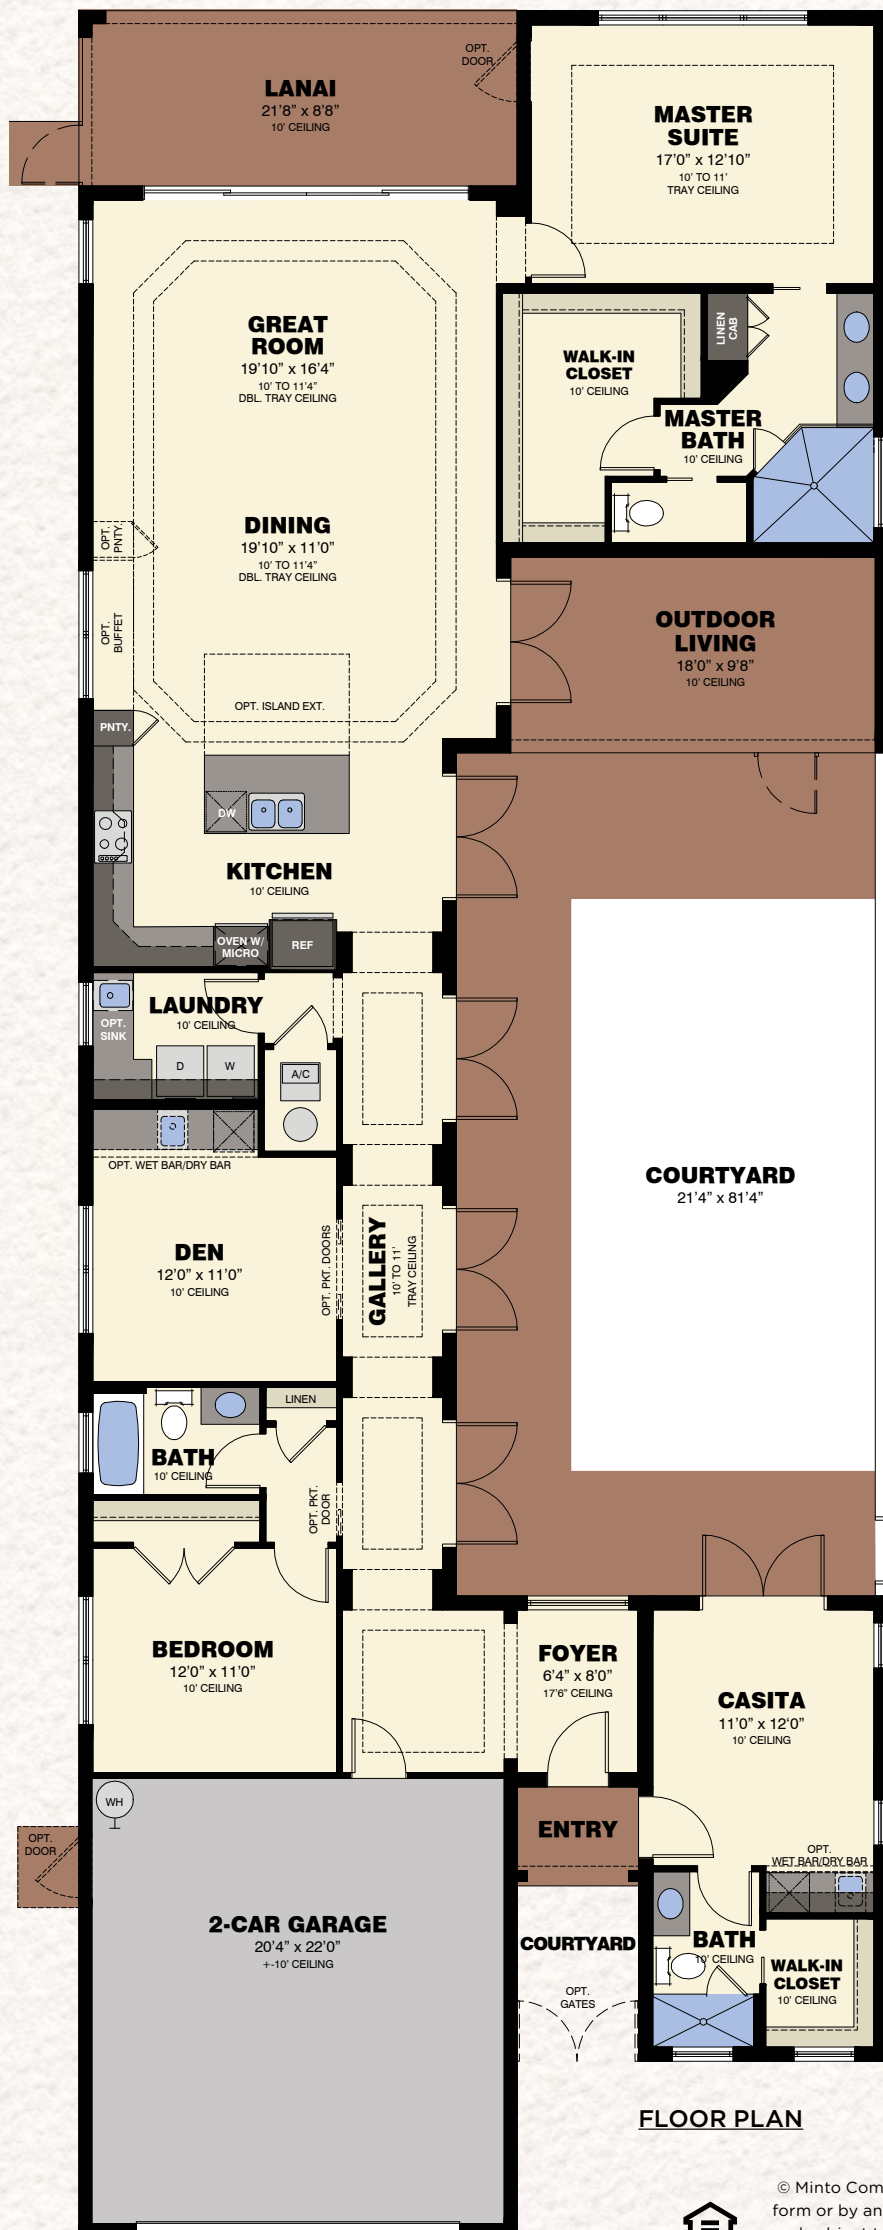 OPT.
DOOR
LANAI
21'8" x 8'8"
10' CEILING
MASTER
SUITE
17'0" x 12'10"
10' TO 11'
TRAY CEILING
GREAT
ROOM
19'10" x 16'4"
10' TO 11'4"
DBL. TRAY CEILING
WALK-IN
CLOSET
10' CEILING
LINEN
CAB
MASTER
BATH
10' CEILING
DINING
19'10" x 11'0"
10' TO 11'4"
DBL. TRAY CEILING
OPT.
PNTY.
OPT.
BUFFET
OUTDOOR
LIVING
18'0" x 9'8"
10' CEILING
OPT. ISLAND EXT.
PNTY.
DW
KITCHEN
10' CEILING
OVEN W/
MICRO
REF
LAUNDRY
10' CEILING
OPT.
SINK
D
W
A/C
OPT. WET BAR/DRY BAR
COURTYARD
21'4" x 81'4"
DEN
12'0" x 11'0"
10' CEILING
OPT. PKT. DOORS
GALLERY
10' TO 11'
TRAY CEILING
LINEN
BATH
10' CEILING
OPT. PKT.
DOOR
BEDROOM
12'0" x 11'0"
10' CEILING
FOYER
6'4" x 8'0"
17'6" CEILING
CASITA
11'0" x 12'0"
10' CEILING
WH
OPT.
DOOR
ENTRY
OPT.
WET BAR/DRY BAR
2-CAR GARAGE
20'4" x 22'0"
+-10' CEILING
COURTYARD
OPT.
GATES
BATH
10' CEILING
WALK-IN
CLOSET
10' CEILING
FLOOR PLAN
© Minto Com
form or by an